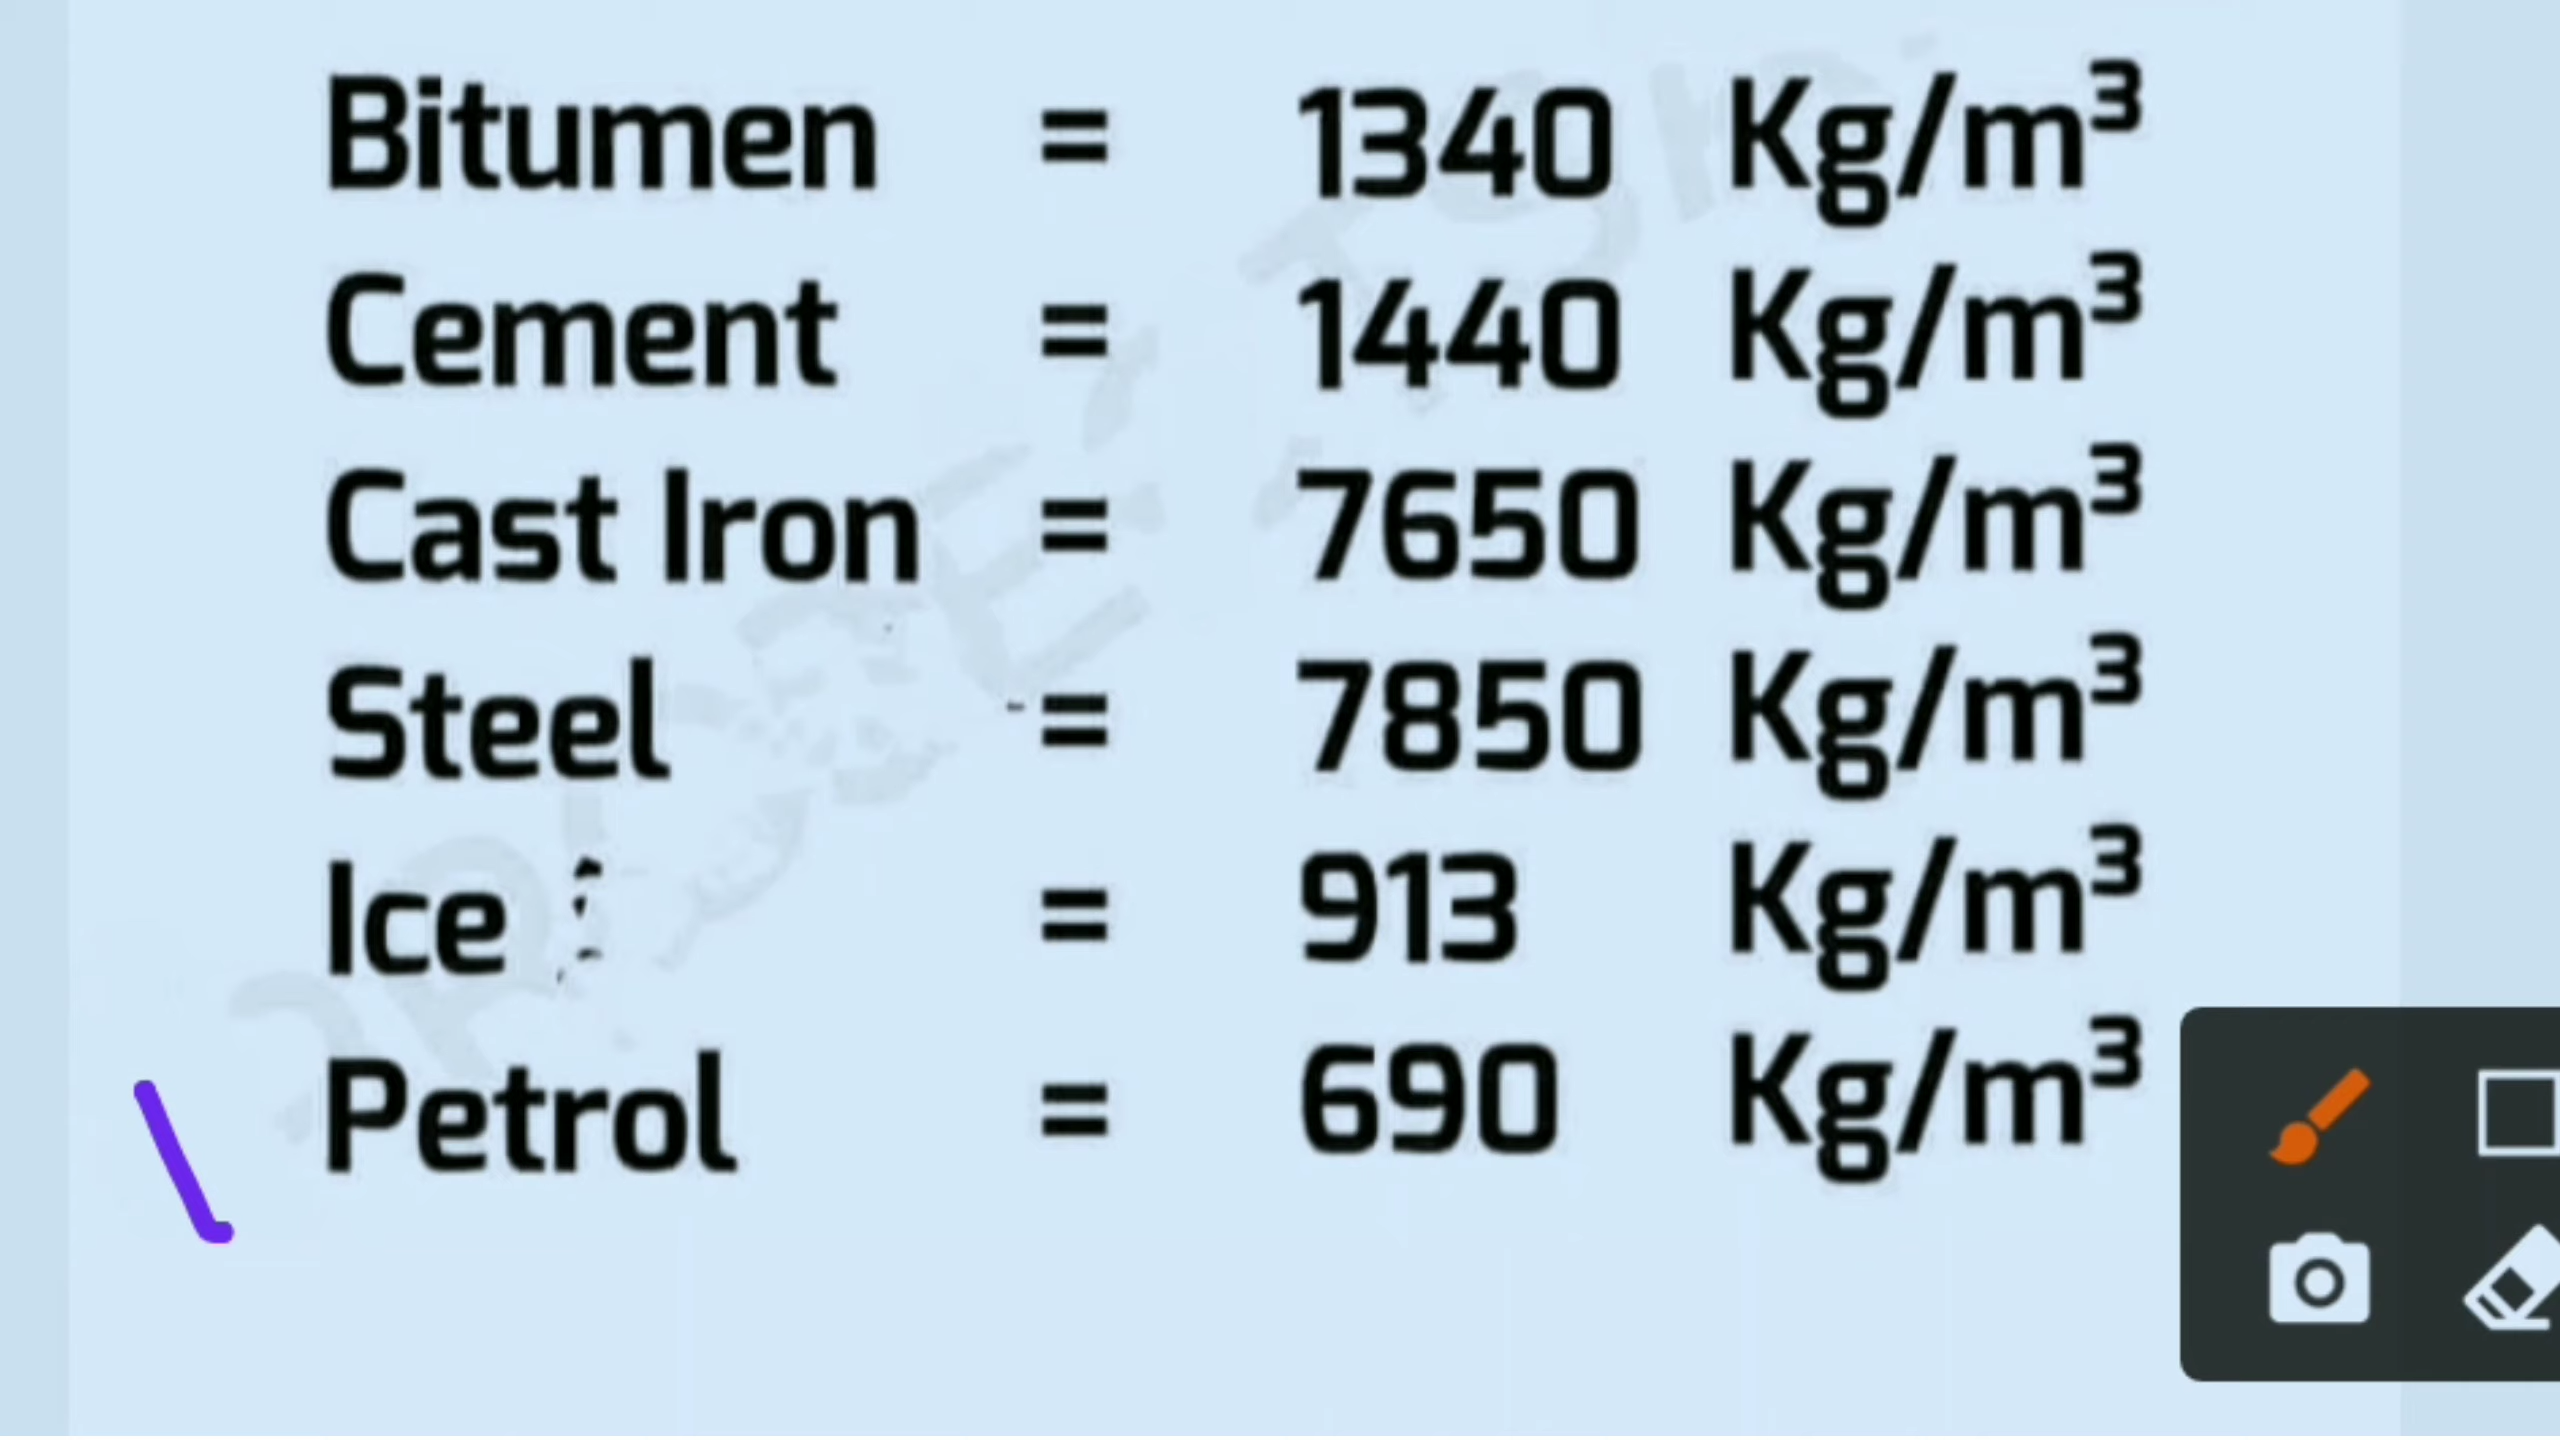 Bitumen = 1340 Kg/m³
Cement = 1440 Kg/m³
Cast Iron = 7650 Kg/m³
Steel = 7850 Kg/m³
Ice = 913 Kg/m³
Petrol = 690 Kg/m³